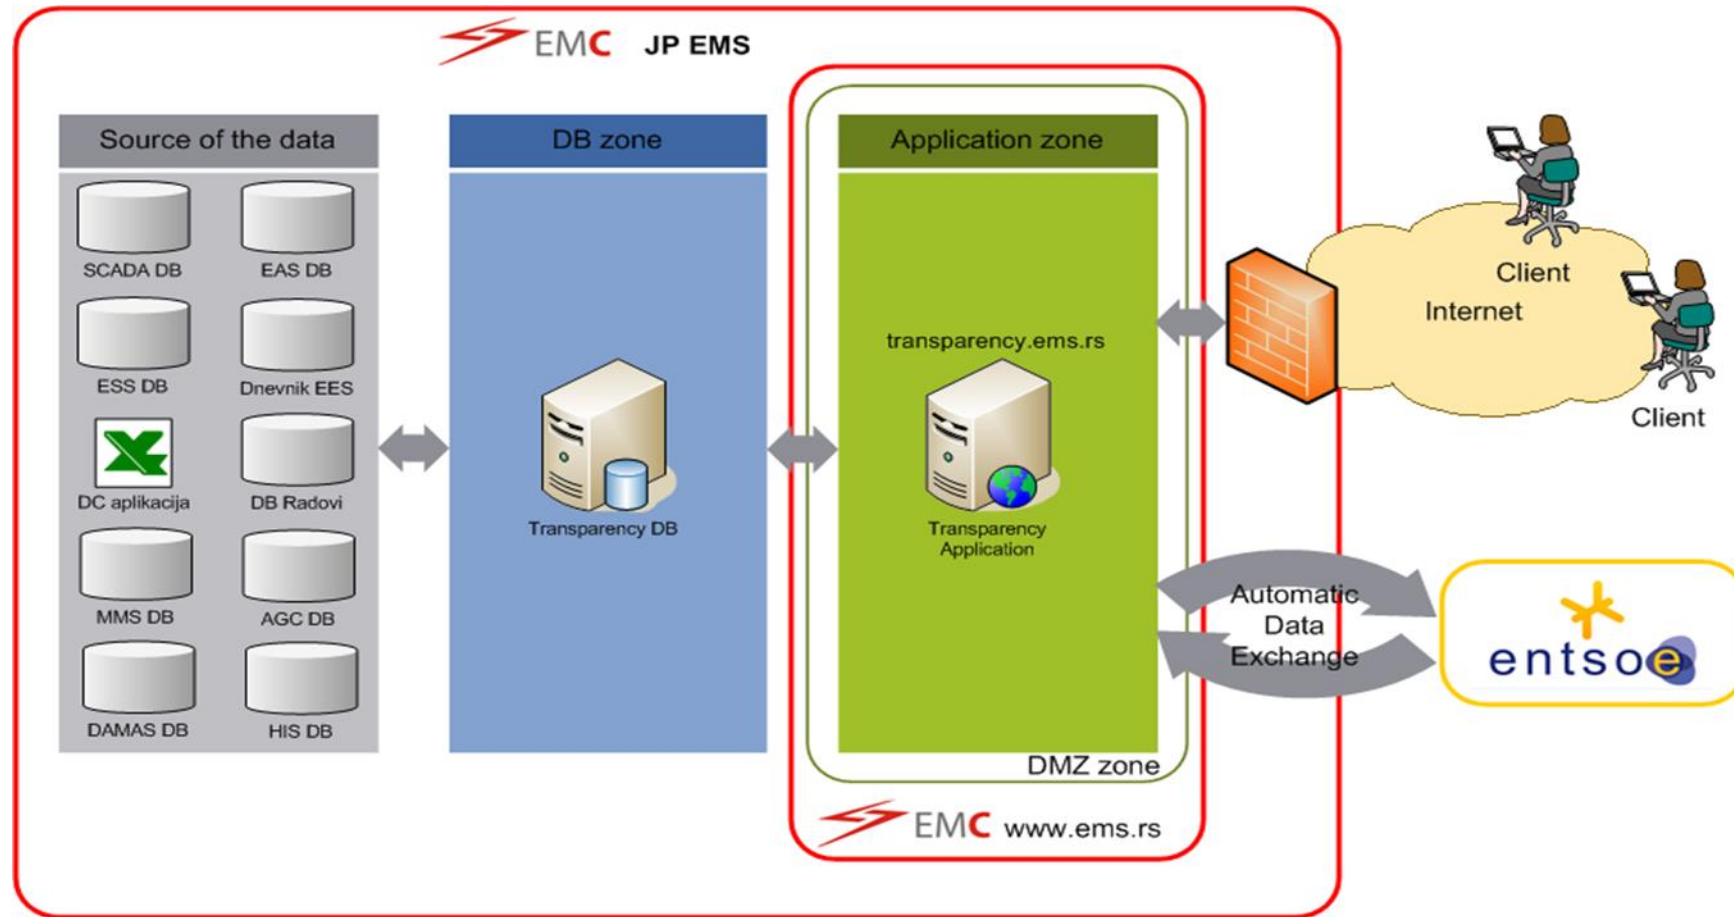 EMC JP EMS
Source of the data
SCADA DB
EAS DB
ESS DB
Dnevnik EES
DC aplikacija
DB Radovi
MMS DB
AGC DB
DAMAS DB
HIS DB
DB zone
Transparency DB
Application zone
transparency.ems.rs
Transparency
Application
DMZ zone
EMC www.ems.rs
Client
Internet
Client
Automatic
Data
Exchange
entsoe